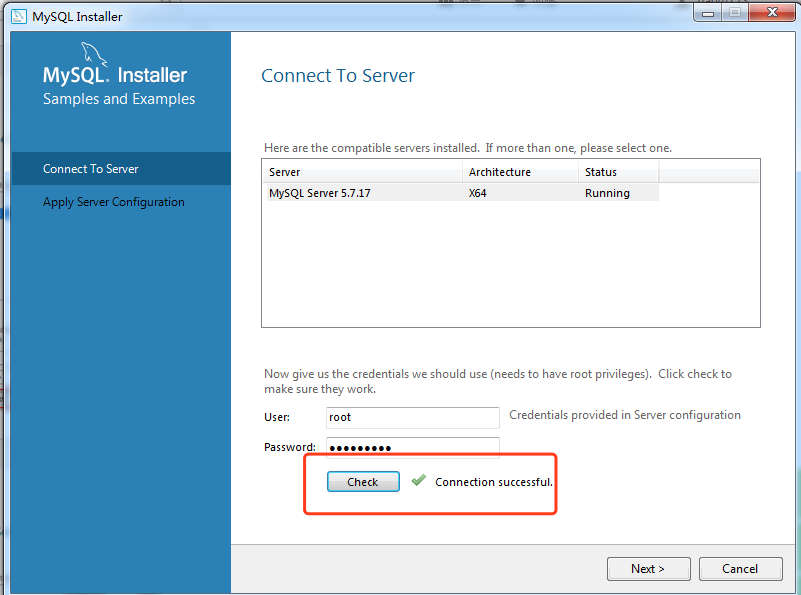 MySQL Installer
MySQL. Installer
Samples and Examples
Connect To Server
Apply Server Configuration
Connect To Server
Here are the compatible servers installed.  If more than one, please select one.
Server Architecture Status
MySQL Server 5.7.17 X64 Running
Now give us the credentials we should use (needs to have root privileges).  Click check to
make sure they work.
User: root Credentials provided in Server configuration
Password: ●●●●●●●●●
Check Connection successful.
Next > Cancel